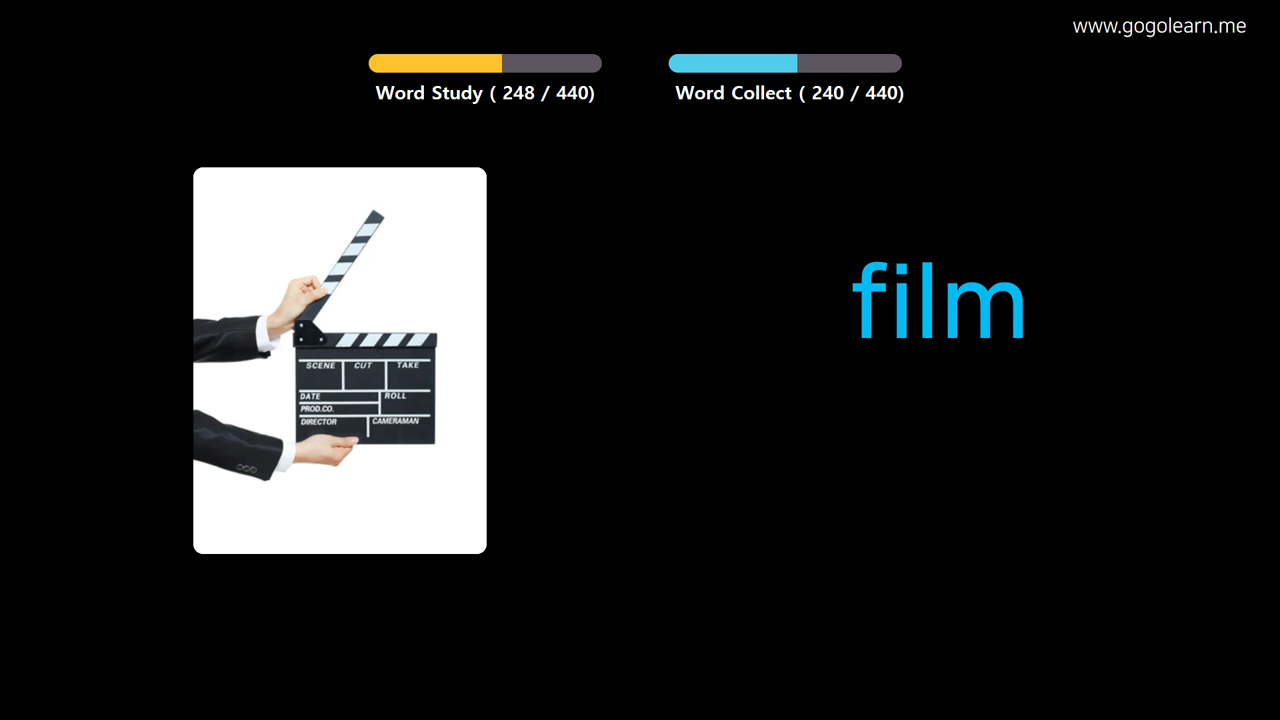 www.gogolearn.me
Word Study ( 248 / 440)
Word Collect ( 240 / 440)
film
SCENE CUT TAKE
DATE ROLL
PROD.CO.
DIRECTOR CAMERAMAN